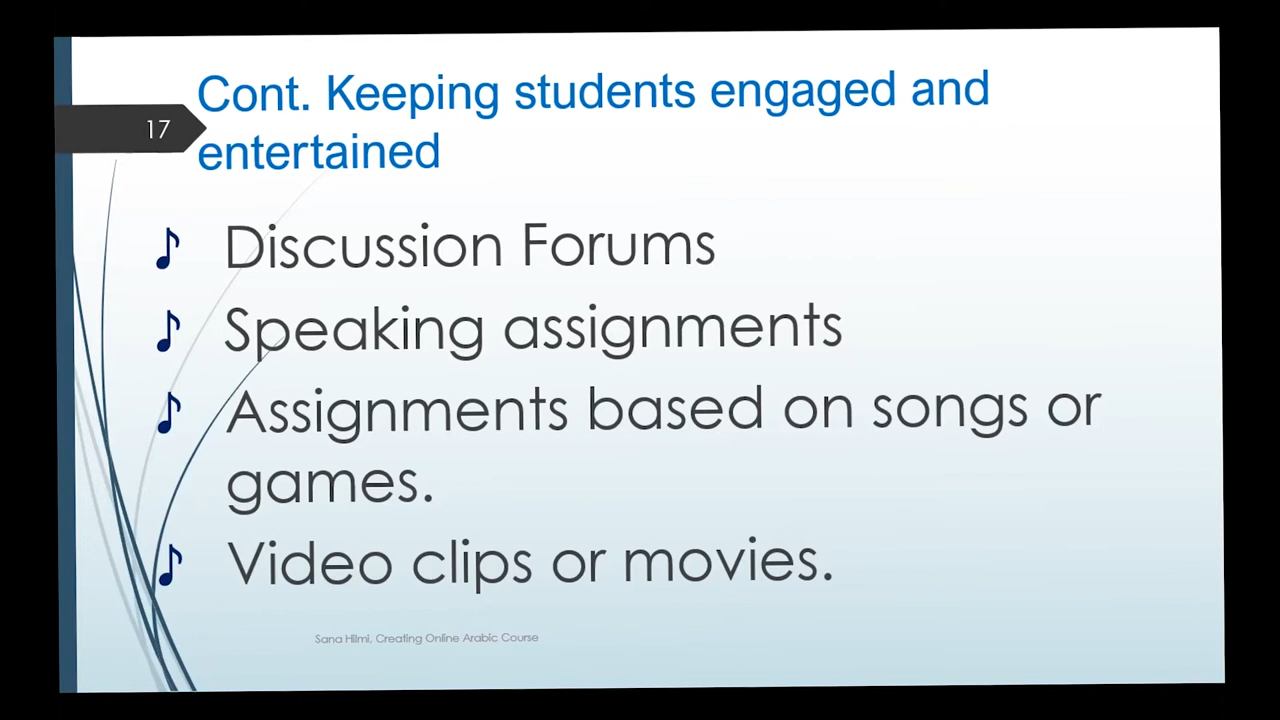 Cont. Keeping students engaged and
17
entertained
Discussion Forums
Speaking assignments
Assignments based on songs or
games.
Video clips or movies.
Sana Hilmi, Creating Online Arabic Course